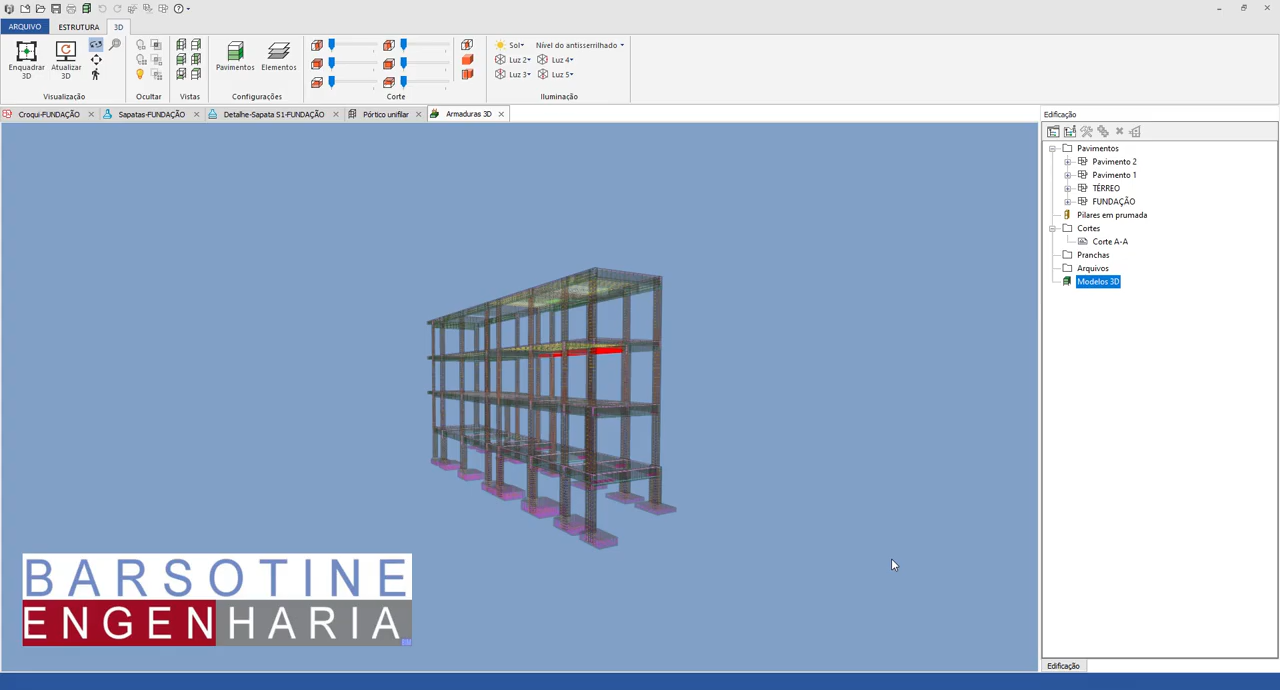 ARQUIVO ESTRUTURA 3D
Enquadrar 3D
Atualizar 3D
Visualização
Ocultar
Vistas
Pavimentos
Elementos
Configurações
Corte
Sol
Nível do antisserrilhado
Luz 2 Luz 4
Luz 3 Luz 5
Iluminação
Croqui-FUNDAÇÃO Sapatas-FUNDAÇÃO Detalhe-Sapata S1-FUNDAÇÃO Pórtico unifilar Armaduras 3D
Edificação
Pavimentos
Pavimento 2
Pavimento 1
TÉRREO
FUNDAÇÃO
Pilares em prumada
Cortes
Corte A-A
Pranchas
Arquivos
Modelos 3D
BARSOTINE
ENGENHARIA
Edificação